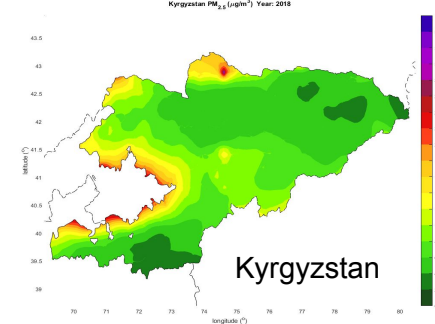 Kyrgyzstan PM2.5 (μg/m3) Year: 2018
43.5
43
42.5
42
41.5
41
40.5
40
39.5
39
latitude (o)
Kyrgyzstan
70 71 72 73 74 75 76 77 78 79 80
longitude (o)